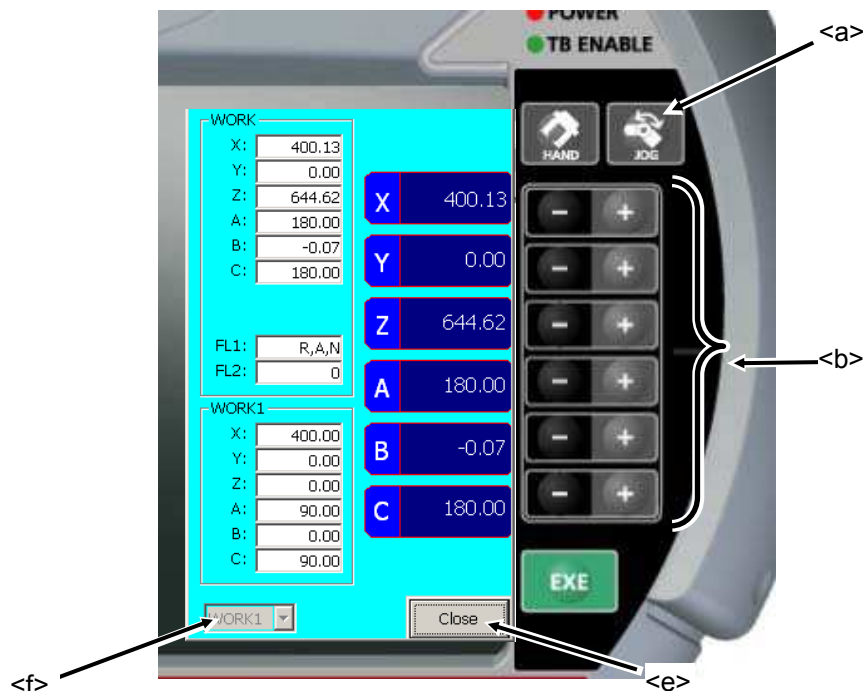 POWER
TB ENABLE
<a>
HAND
JOG
WORK
X: 400.13
Y: 0.00
Z: 644.62
A: 180.00
B: -0.07
C: 180.00
FL1: R,A,N
FL2: 0
WORK1
X: 400.00
Y: 0.00
Z: 0.00
A: 90.00
B: 0.00
C: 90.00
X 400.13
Y 0.00
Z 644.62
A 180.00
B -0.07
C 180.00
- +
- +
- +
- +
- +
- +
<b>
EXE
WORK1
Close
<f>
<e>